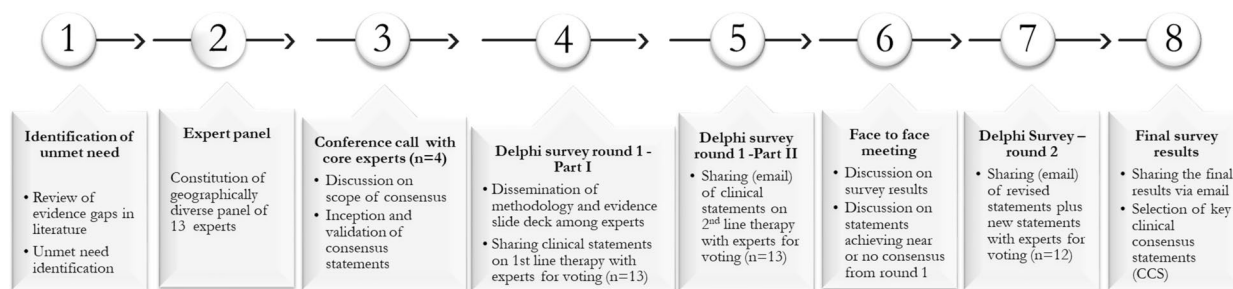 1
2
3
4
5
6
7
8
Identification of
unmet need
• Review of
evidence gaps in
literature
• Unmet need
identification
Expert panel
Constitution of
geographically
diverse panel of
13 experts
Conference call with
core experts (n=4)
• Discussion on
scope of consensus
• Inception and
validation of
consensus
statements
Delphi survey round 1 -
Part I
• Dissemination of
methodology and evidence
slide deck among experts
• Sharing clinical statements
on 1st line therapy with
experts for voting (n=13)
Delphi survey
round 1 -Part II
• Sharing (email)
of clinical
statements on
2nd line therapy
with experts for
voting (n=13)
Face to face
meeting
• Discussion on
survey results
• Discussion on
statements
achieving near
or no consensus
from round 1
Delphi Survey –
round 2
• Sharing (email)
of revised
statements plus
new statements
with experts for
voting (n=12)
Final survey
results
• Sharing the final
results via email
• Selection of key
clinical
consensus
statements
(CCS)